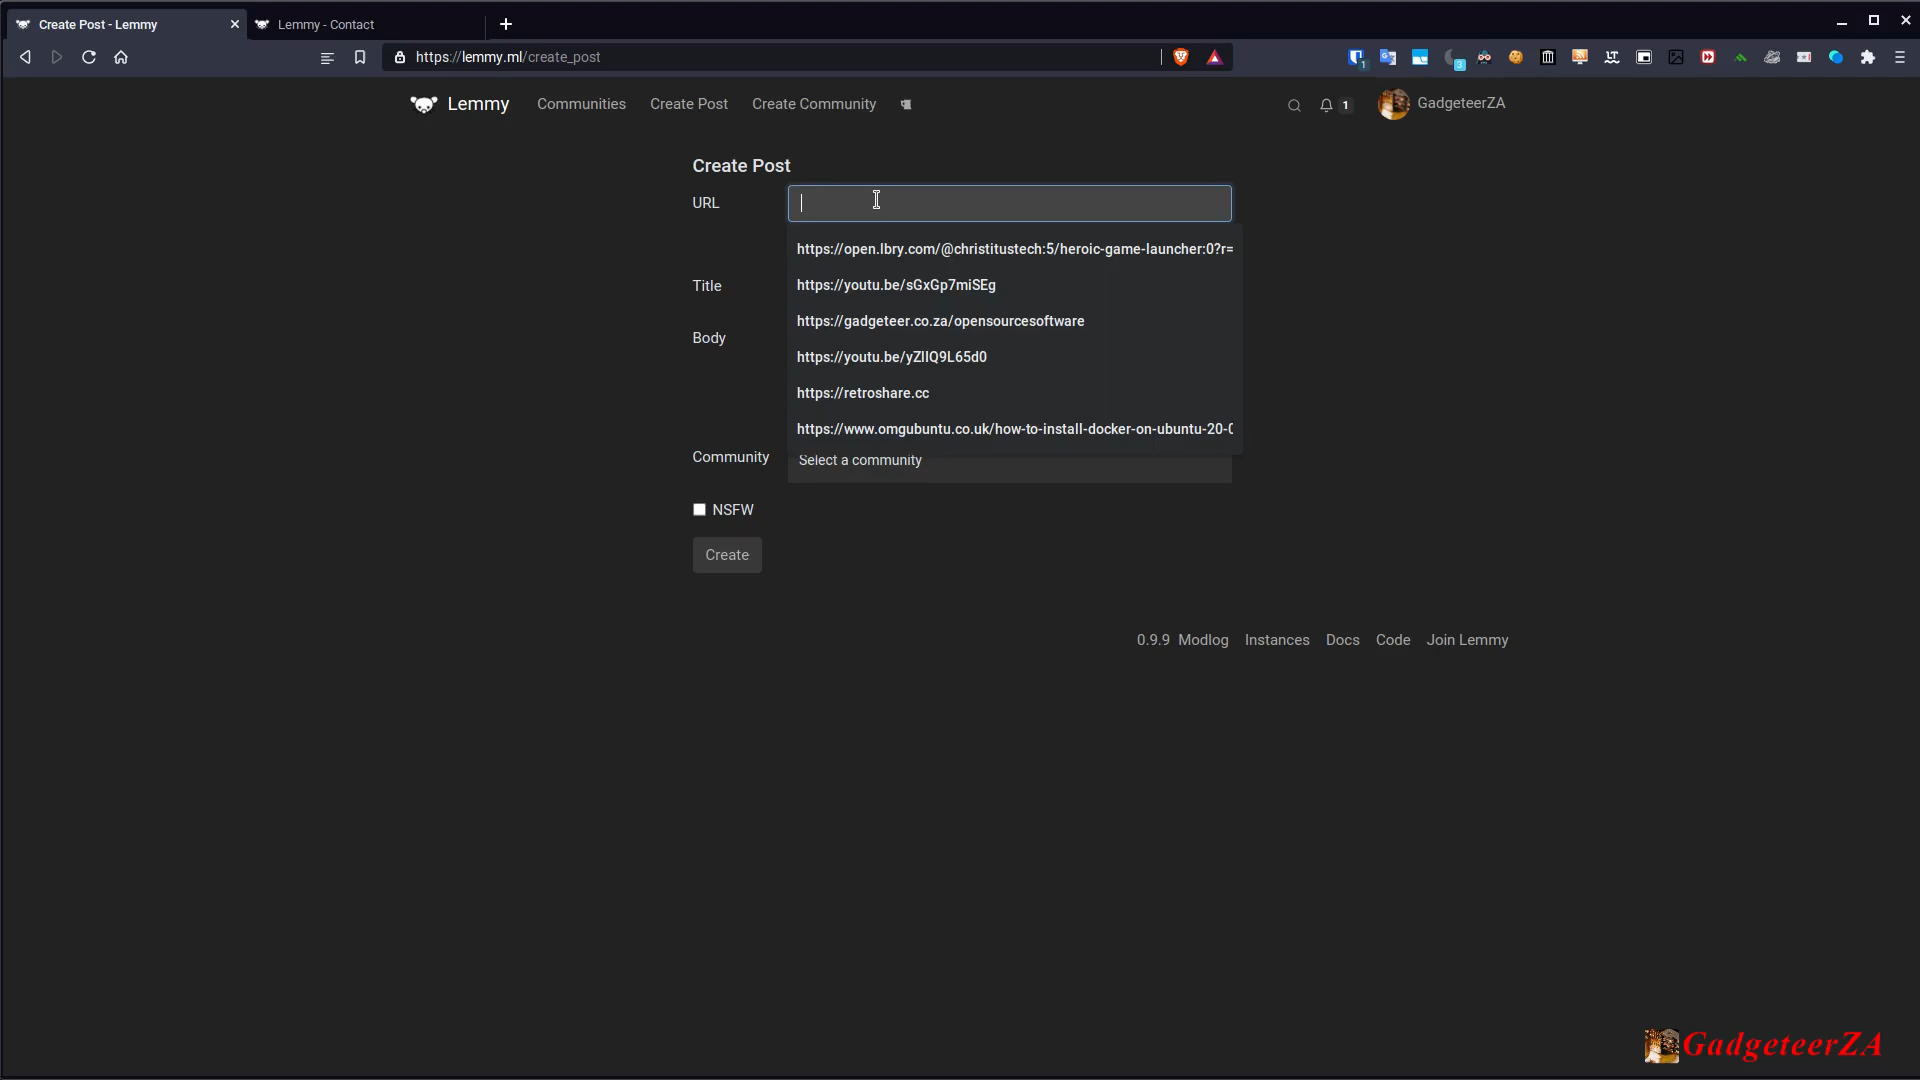 Create Post - Lemmy
Lemmy - Contact
https://lemmy.ml/create_post
1
3
Lemmy
Communities
Create Post
Create Community
1
GadgeteerZA
Create Post
URL
https://open.lbry.com/@christitustech:5/heroic-game-launcher:0?r=
https://youtu.be/sGxGp7miSEg
Title
https://gadgeteer.co.za/opensourcesoftware
Body
https://youtu.be/yZIlQ9L65d0
https://retroshare.cc
https://www.omgubuntu.co.uk/how-to-install-docker-on-ubuntu-20-0
Community
Select a community
NSFW
Create
0.9.9 Modlog Instances Docs Code Join Lemmy
GadgeteerZA